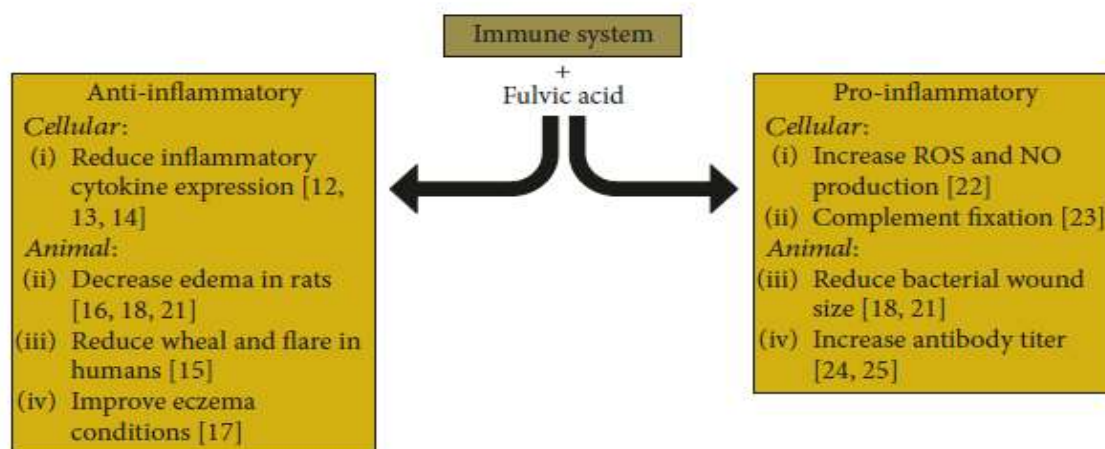 Immune system
+
Fulvic acid
Anti-inflammatory
Cellular:
(i) Reduce inflammatory
cytokine expression [12,
13, 14]
Animal:
(ii) Decrease edema in rats
[16, 18, 21]
(iii) Reduce wheal and flare in
humans [15]
(iv) Improve eczema
conditions [17]
Pro-inflammatory
Cellular:
(i) Increase ROS and NO
production [22]
(ii) Complement fixation [23]
Animal:
(iii) Reduce bacterial wound
size [18, 21]
(iv) Increase antibody titer
[24, 25]